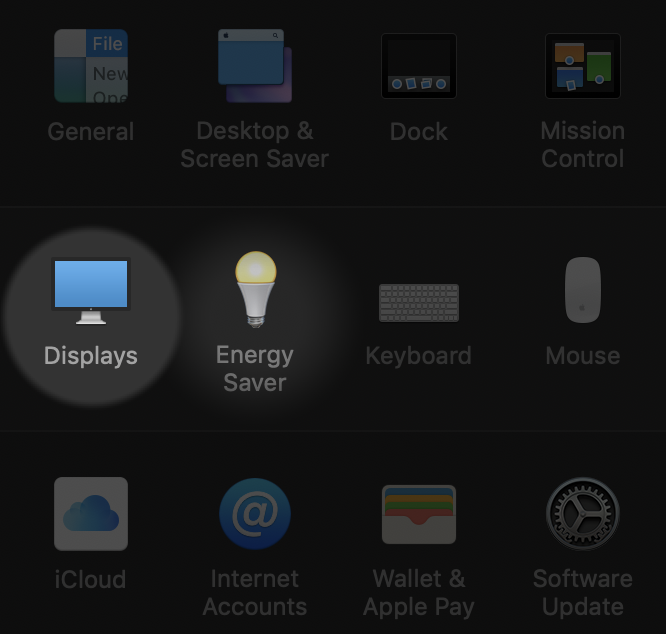 File
New
Ope
General
Desktop &
Screen Saver
Dock
Mission
Control
Displays
Energy
Saver
Keyboard
Mouse
iCloud
@
Internet
Accounts
Wallet &
Apple Pay
Software
Update